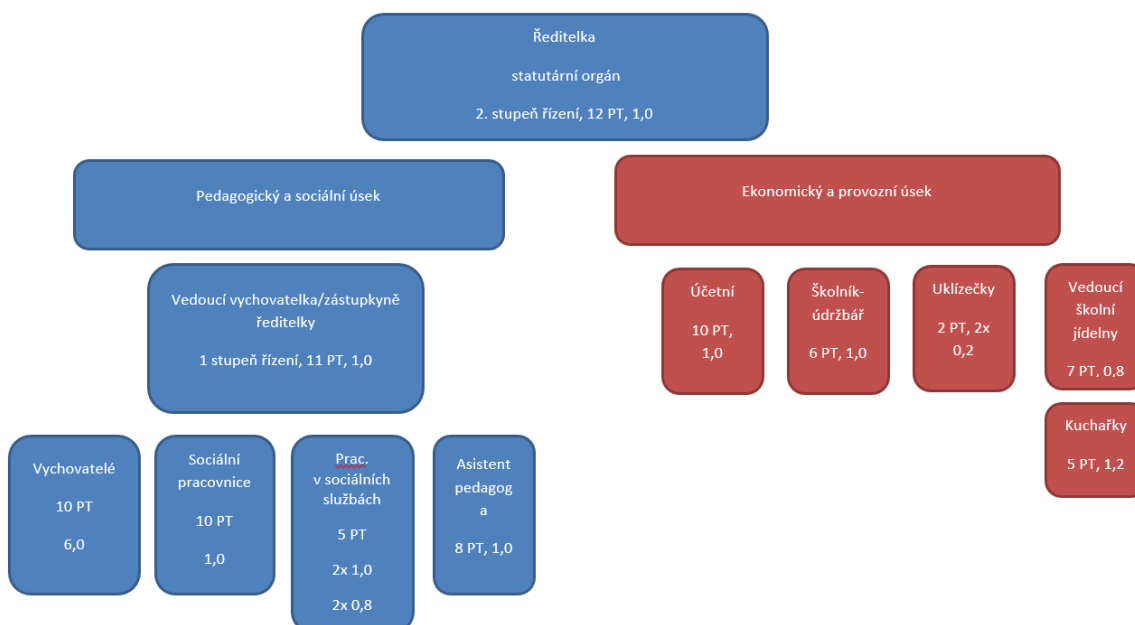 Ředitelka
statutární orgán
2. stupeň řízení, 12 PT, 1,0
Pedagogický a sociální úsek
Ekonomický a provozní úsek
Vedoucí vychovatelka/zástupkyně
ředitelky
1 stupeň řízení, 11 PT, 1,0
Účetní
10 PT,
1,0
Školník-
údržbář
6 PT, 1,0
Uklízečky
2 PT, 2x
0,2
Vedoucí
školní
jídelny
7 PT, 0,8
Kuchařky
5 PT, 1,2
Vychovatelé
10 PT
6,0
Sociální
pracovnice
10 PT
1,0
Prac.
v sociálních
službách
5 PT
2x 1,0
2x 0,8
Asistent
pedagog
a
8 PT, 1,0